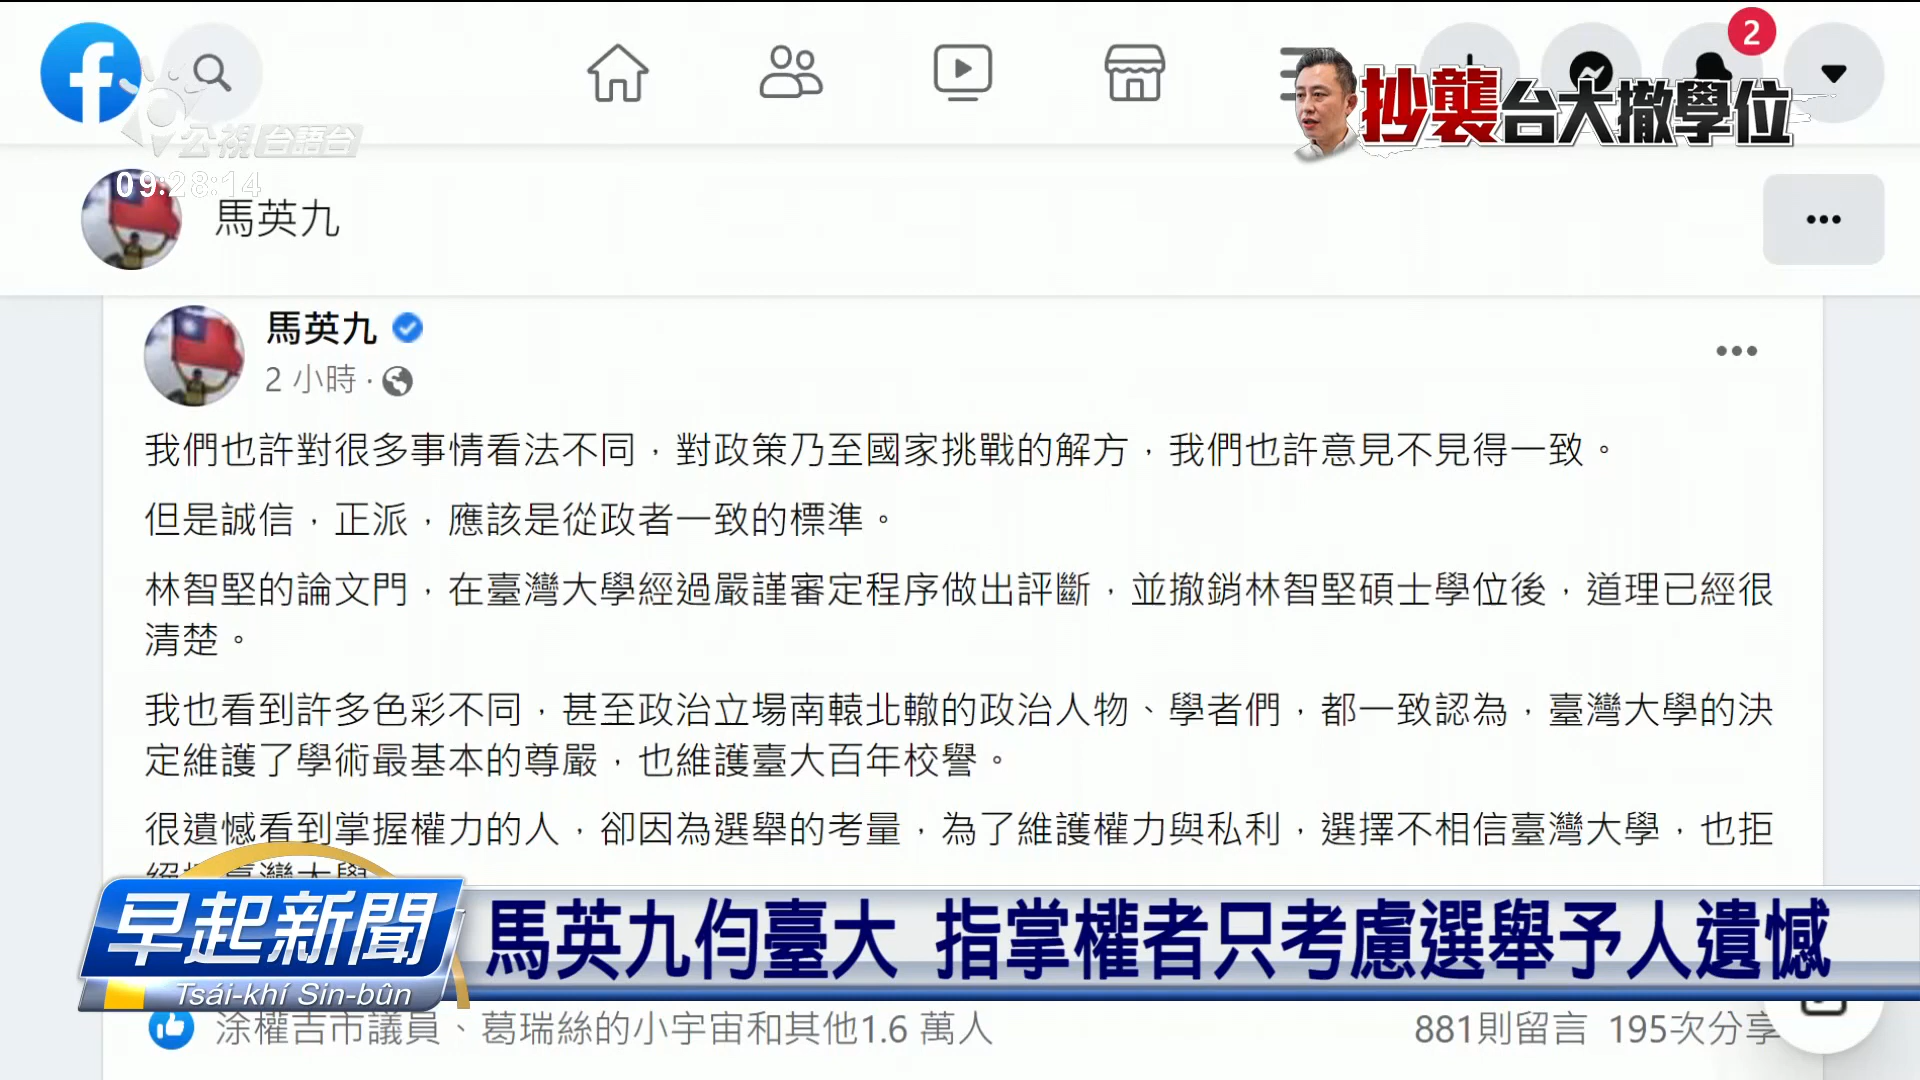 2
抄襲台大撤學位
公視台語台
09:28:14
馬英九
馬英九
2 小時
我們也許對很多事情看法不同，對政策乃至國家挑戰的解方，我們也許意見不見得一致。
但是誠信，正派，應該是從政者一致的標準。
林智堅的論文門，在臺灣大學經過嚴謹審定程序做出評斷，並撤銷林智堅碩士學位後，道理已經很
清楚。
我也看到許多色彩不同，甚至政治立場南轅北轍的政治人物、學者們，都一致認為，臺灣大學的決
定維護了學術最基本的尊嚴，也維護臺大百年校譽。
很遺憾看到掌握權力的人，卻因為選舉的考量，為了維護權力與私利，選擇不相信臺灣大學，也拒
臺灣大學
早起新聞
Tsái-khí Sin-bûn
馬英九伨臺大 指掌權者只考慮選舉予人遺憾
涂權吉市議員、葛瑞絲的小宇宙和其他1.6 萬人
881則留言 195次分享